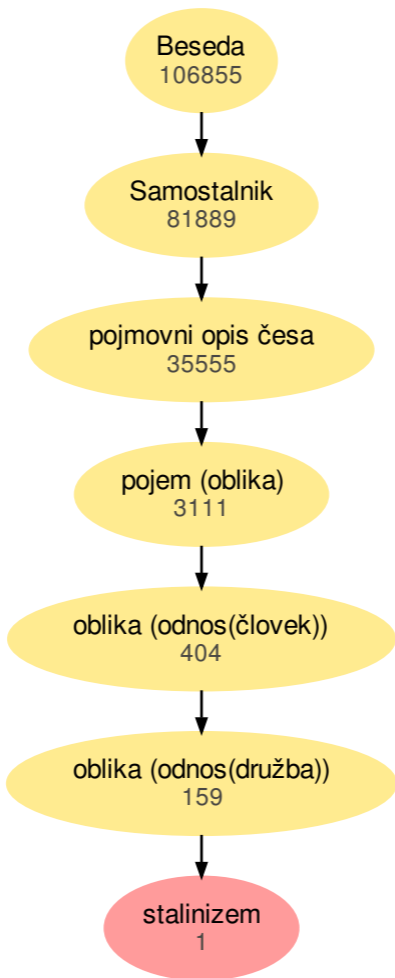 Beseda
106855
Samostalnik
81889
pojmovni opis česa
35555
pojem (oblika)
3111
oblika (odnos(človek))
404
oblika (odnos(družba))
159
stalinizem
1